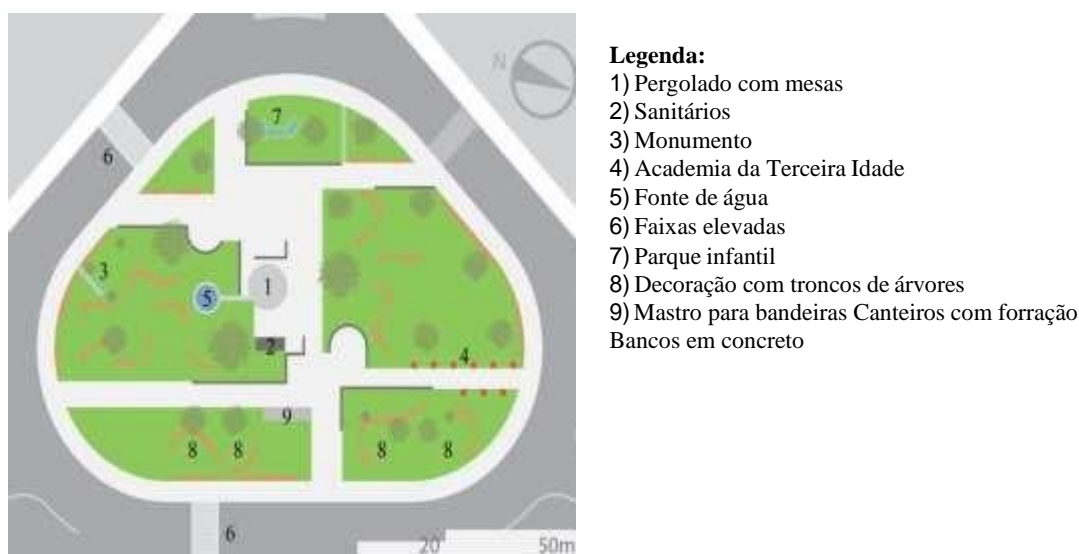 N
7
6
3
1
5
2
4
9
8 8 8 8
6
20 50m
Legenda:
1) Pergolado com mesas
2) Sanitários
3) Monumento
4) Academia da Terceira Idade
5) Fonte de água
6) Faixas elevadas
7) Parque infantil
8) Decoração com troncos de árvores
9) Mastro para bandeiras Canteiros com forração
Bancos em concreto